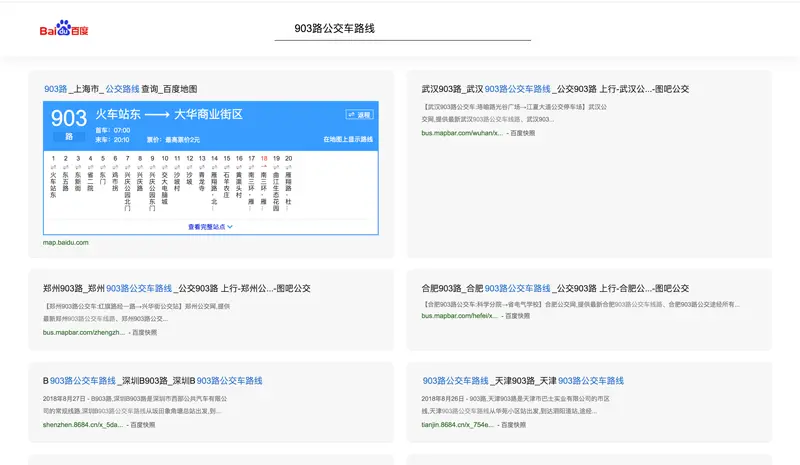 Bai du 百度
903路公交车路线
903路_上海市_公交路线查询_百度地图
903
路
火车站东 → 大华商业街区
返程
首车：07:00
末车：20:10 票价：最高票价2元
在地图上显示路线
1 火车站东
2 东五路
3 东新街
4 省二院
5 东门
6 鸡市拐
7 兴庆公园北门
8 兴庆路
9 兴庆公园东门
10 交大电脑城
11 沙坡村
12 沙坡
13 青龙寺
14 雁翔路·北...
15 石羊农庄
16 黄渠头村
17 南三环·雁...
18 南三环·雁...
19 曲江生态花园
20 雁翔路·杜...
查看完整站点
map.baidu.com
武汉903路_武汉903路公交车路线_公交903路 上行-武汉公...-图吧公交
【武汉903路公交车:珞喻路光谷广场→江夏大道公交停车场】武汉公
交网,提供最新武汉903路公交车线路、武汉903...
bus.mapbar.com/wuhan/x... - 百度快照
郑州903路_郑州903路公交车路线_公交903路 上行-郑州公...-图吧公交
【郑州903路公交车:红旗路经一路→兴华街公交站】郑州公交网,提供
最新郑州903路公交车线路、郑州903路公交...
bus.mapbar.com/zhengzh... - 百度快照
合肥903路_合肥903路公交车路线_公交903路 上行-合肥公...-图吧公交
【合肥903路公交车:科学分院→省电气学校】合肥公交网,提供最新合肥903路公交车线路、合肥903路公交途经所有...
bus.mapbar.com/hefei/x... - 百度快照
B903路公交车路线_深圳B903路_深圳B903路公交车路线
2018年8月27日 - B903路,深圳B903路是深圳市西部公共汽车有限公
司的常规线路,深圳B903路公交车路线从坂田象角塘总站出发,到...
shenzhen.8684.cn/x_5da... - 百度快照
903路公交车路线_天津903路_天津903路公交车路线
2018年8月26日 - 903路,天津903路是天津市巴士实业有限公司的市区
线,天津903路公交车路线从华苑小区站出发,到达泗阳道站,途经...
tianjin.8684.cn/x_754e... - 百度快照